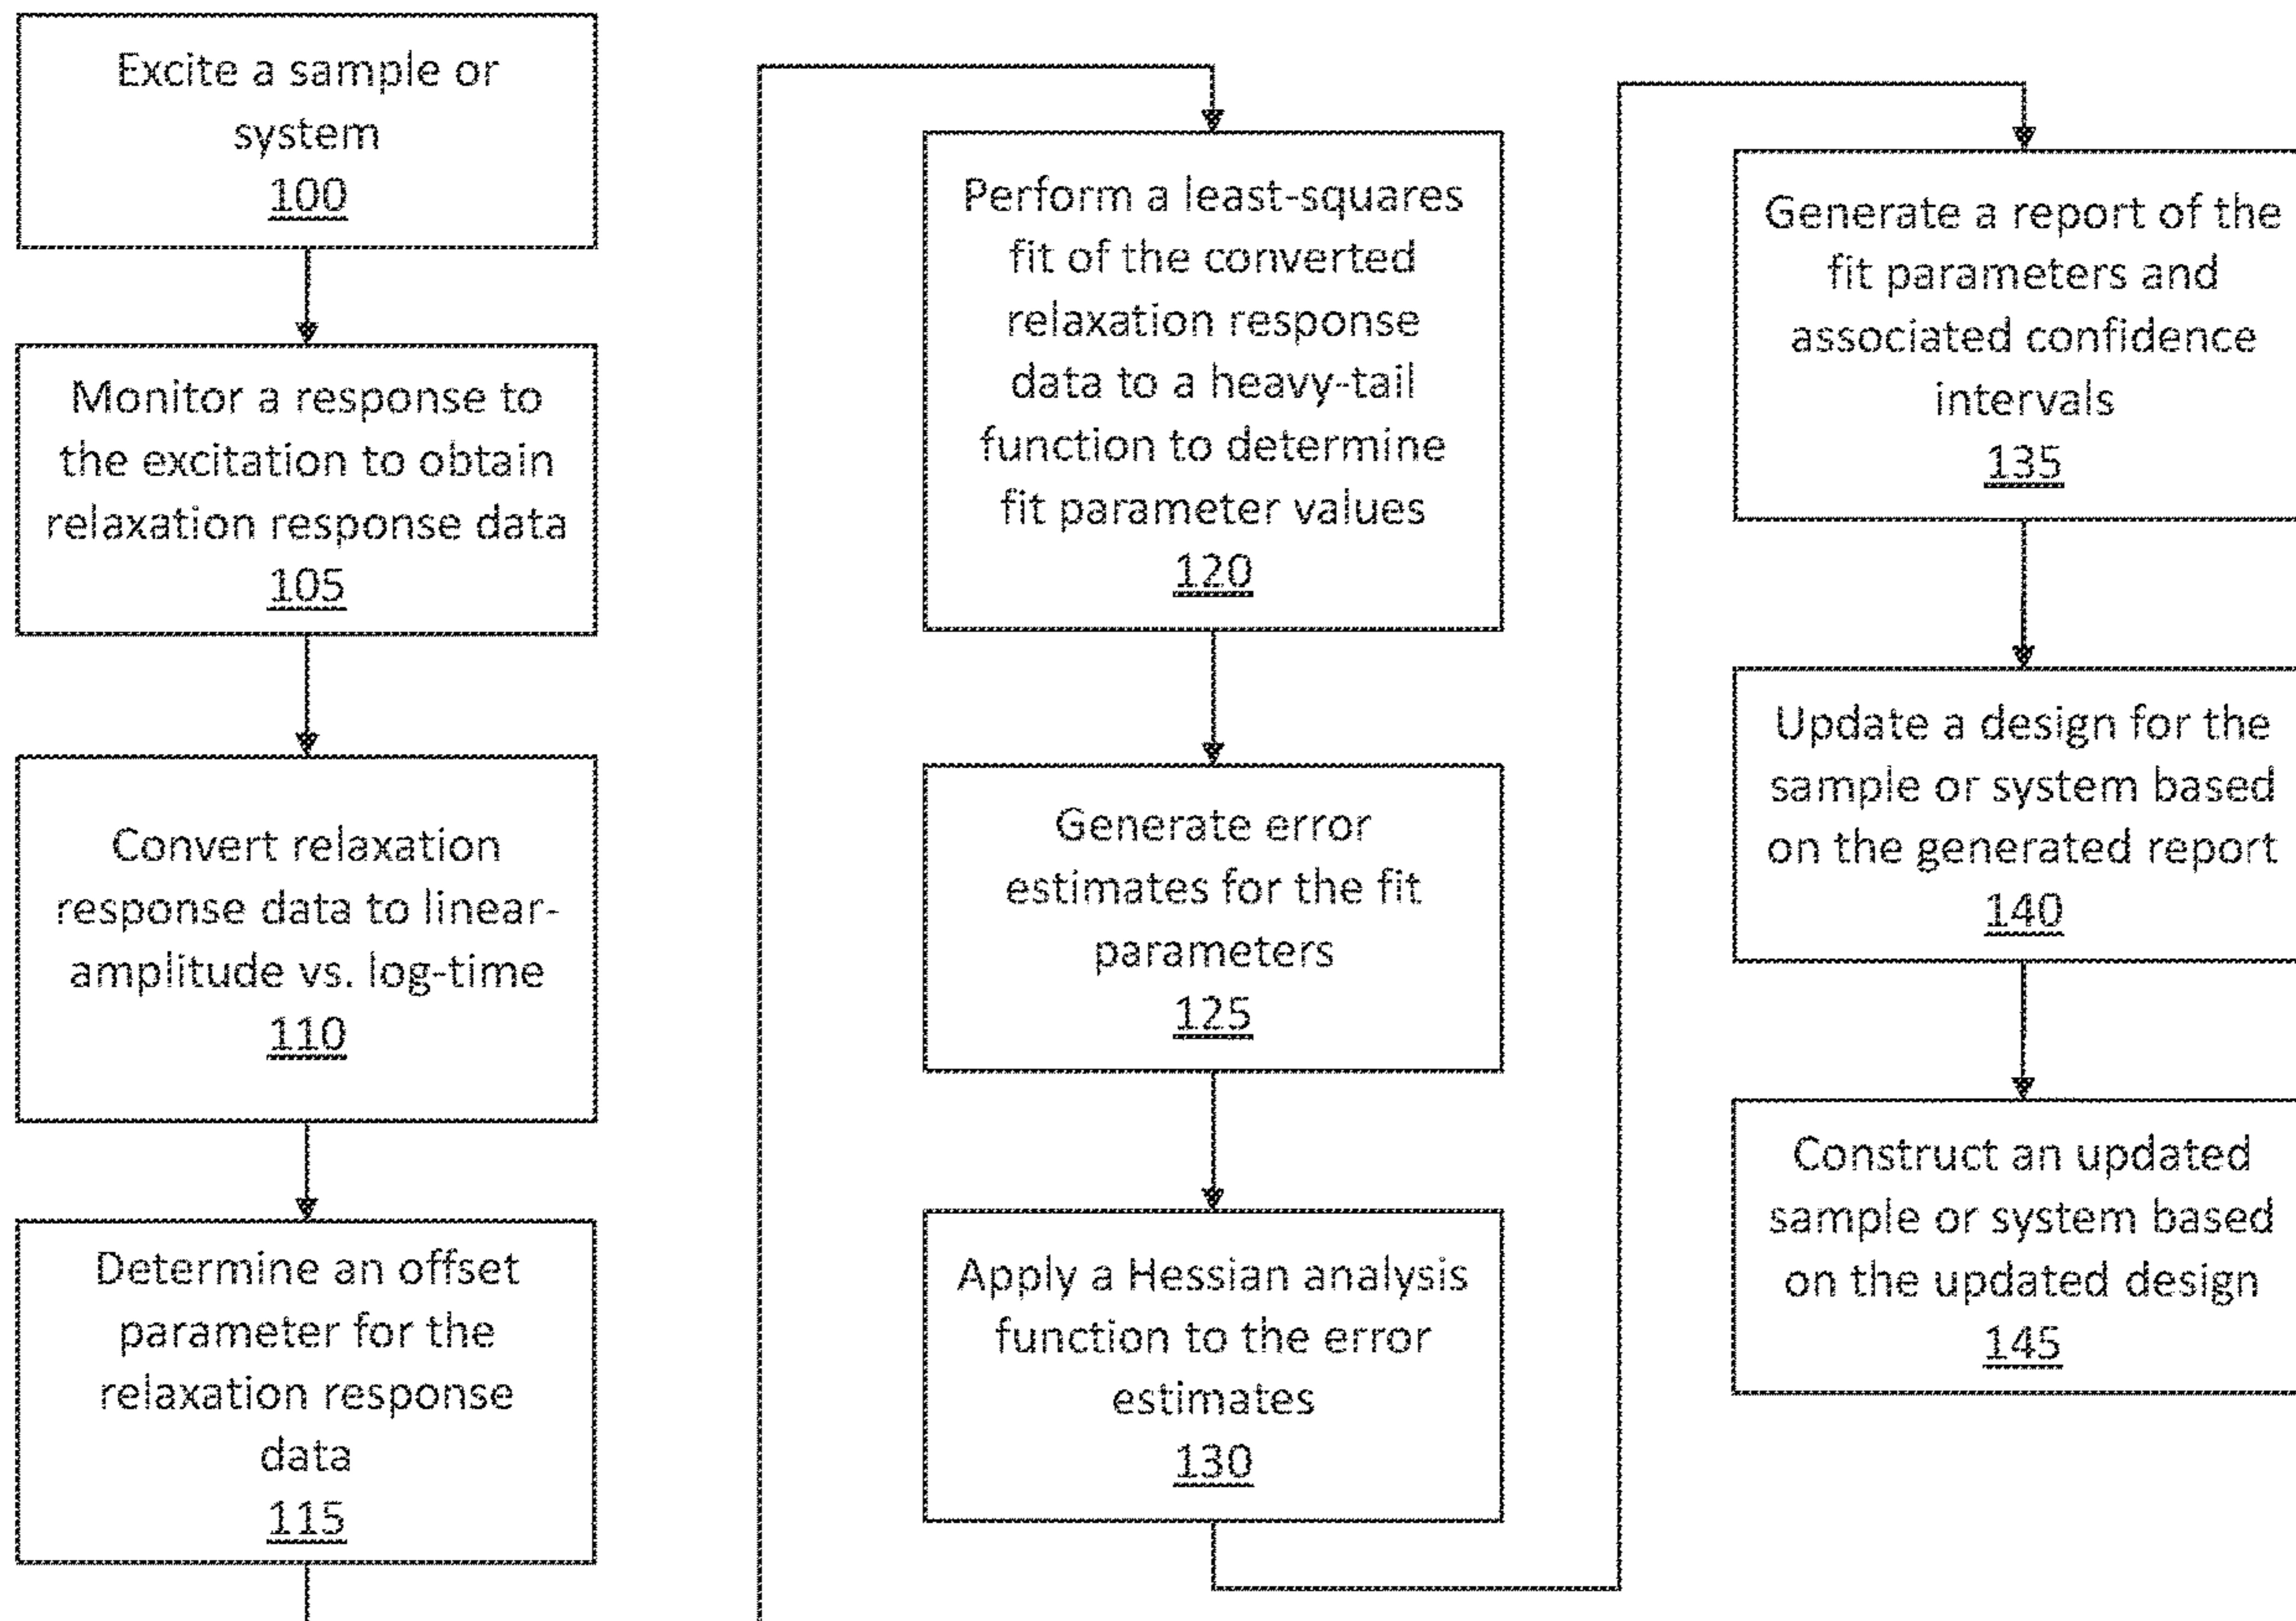 Excite a sample or
system
100
Monitor a response to
the excitation to obtain
relaxation response data
105
Convert relaxation
response data to linear-
amplitude vs. log-time
110
Determine an offset
parameter for the
relaxation response
data
115
Perform a least-squares
fit of the converted
relaxation response
data to a heavy-tail
function to determine
fit parameter values
120
Generate error
estimates for the fit
parameters
125
Apply a Hessian analysis
function to the error
estimates
130
Generate a report of the
fit parameters and
associated confidence
intervals
135
Update a design for the
sample or system based
on the generated report
140
Construct an updated
sample or system based
on the updated design
145